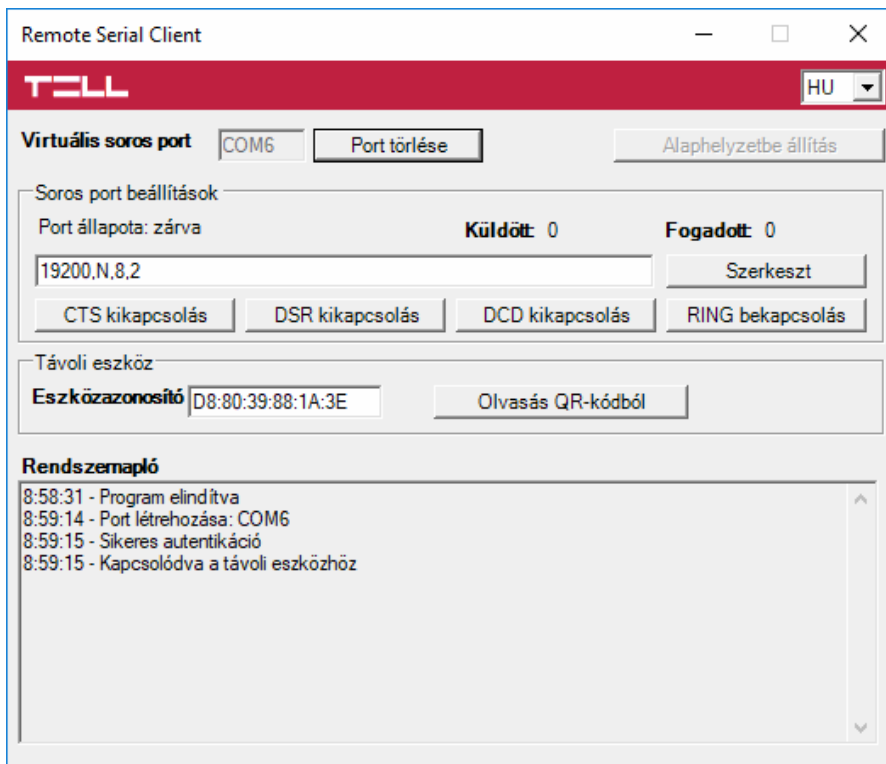 Remote Serial Client
TELL
HU
Virtuális soros port COM6 Port törlése Alaphelyzetbe állítás
Soros port beállítások
Port állapota: zárva Küldött: 0 Fogadott: 0
19200,N,8,2 Szerkeszt
CTS kikapcsolás DSR kikapcsolás DCD kikapcsolás RING bekapcsolás
Távoli eszköz
Eszközazonosító D8:80:39:88:1A:3E Olvasás QR-kódból
Rendszernapló
8:58:31 - Program elindítva
8:59:14 - Port létrehozása: COM6
8:59:15 - Sikeres autentikáció
8:59:15 - Kapcsolódva a távoli eszközhöz